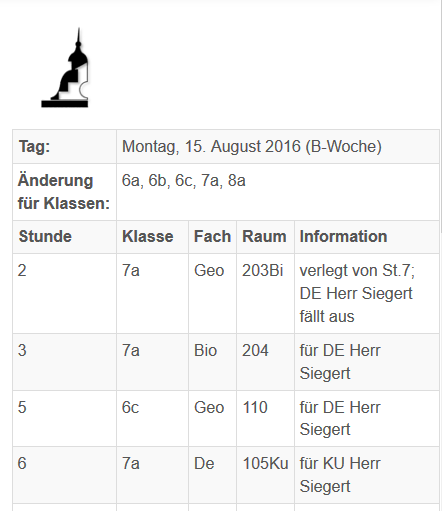 Tag: Montag, 15. August 2016 (B-Woche)
Änderung 6a, 6b, 6c, 7a, 8a
für Klassen:
Stunde Klasse Fach Raum Information
2 7a Geo 203Bi verlegt von St.7;
DE Herr Siegert
fällt aus
3 7a Bio 204 für DE Herr
Siegert
5 6c Geo 110 für DE Herr
Siegert
6 7a De 105Ku für KU Herr
Siegert